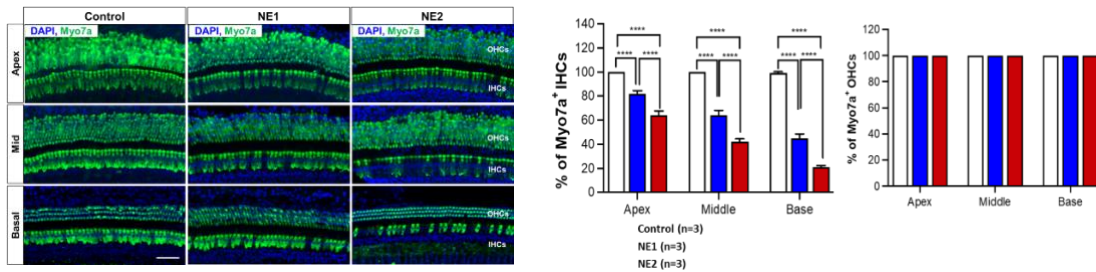 Control NE1 NE2
DAPI, Myo7a DAPI, Myo7a DAPI, Myo7a
Apex
OHCs
IHCs
Mid
OHCs
IHCs
Basal
OHCs
IHCs
% of Myo7a+ IHCs
140
120
100
80
60
40
20
0
**** **** ****
**** **** **** **** **** ****
Apex Middle Base
Control (n=3)
NE1 (n=3)
NE2 (n=3)
% of Myo7a+ OHCs
120
100
80
60
40
20
0
Apex Middle Base